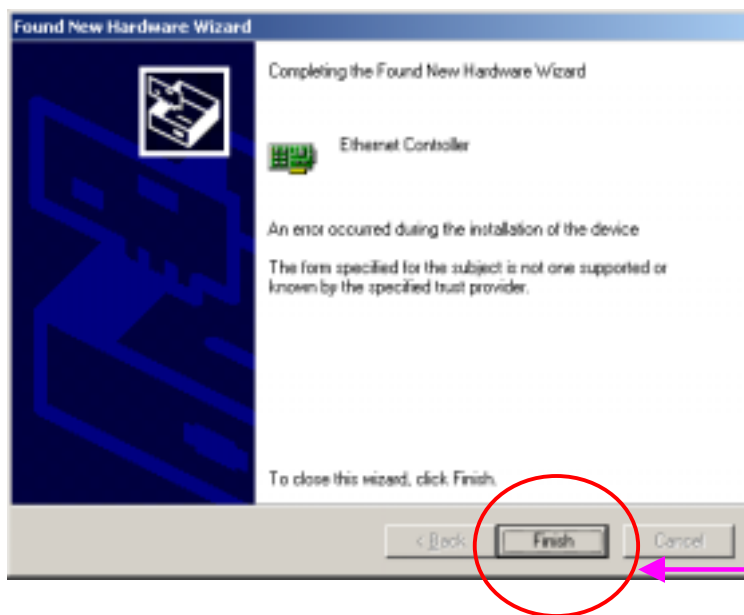 Found New Hardware Wizard
Completing the Found New Hardware Wizard
Ethernet Controller
An error occurred during the installation of the device
The form specified for the subject is not one supported or
known by the specified trust provider.
To close this wizard, click Finish.
< Back
Finish
Cancel